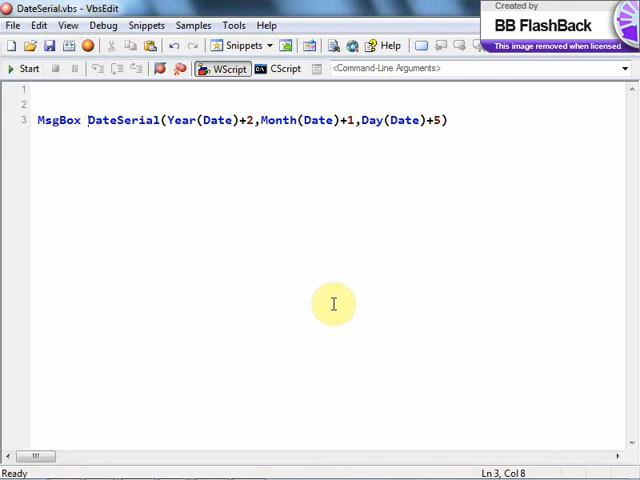 DateSerial.vbs - VbsEdit
Created by
BB FlashBack
This image removed when licensed
File Edit View Debug Snippets Samples Tools Help
Snippets Help
Start WScript CScript <Command-Line Arguments>
1
2
3 MsgBox DateSerial(Year(Date)+2,Month(Date)+1,Day(Date)+5)
Ready Ln 3, Col 8